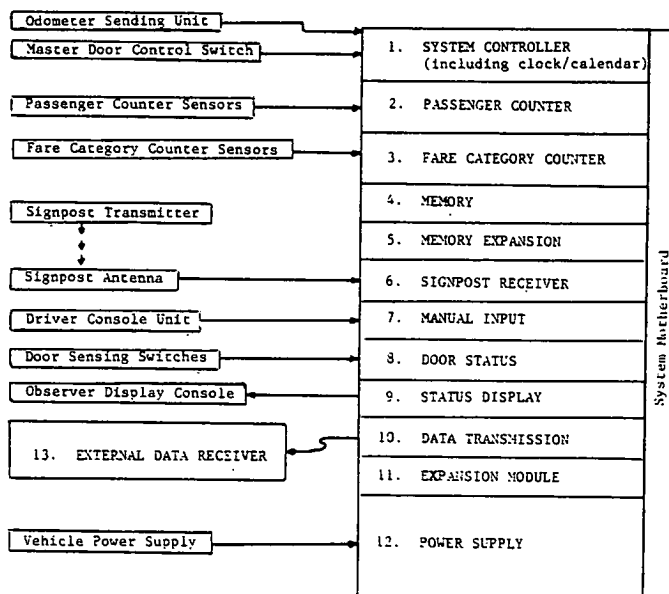 Odometer Sending Unit
Master Door Control Switch
Passenger Counter Sensors
Fare Category Counter Sensors
Signpost Transmitter
Signpost Antenna
Driver Console Unit
Door Sensing Switches
Observer Display Console
13. EXTERNAL DATA RECEIVER
Vehicle Power Supply
1. SYSTEM CONTROLLER
(including clock/calendar)
2. PASSENGER COUNTER
3. FARE CATEGORY COUNTER
4. MEMORY
5. MEMORY EXPANSION
6. SIGNPOST RECEIVER
7. MANUAL INPUT
8. DOOR STATUS
9. STATUS DISPLAY
10. DATA TRANSMISSION
11. EXPANSION MODULE
12. POWER SUPPLY
System Motherboard